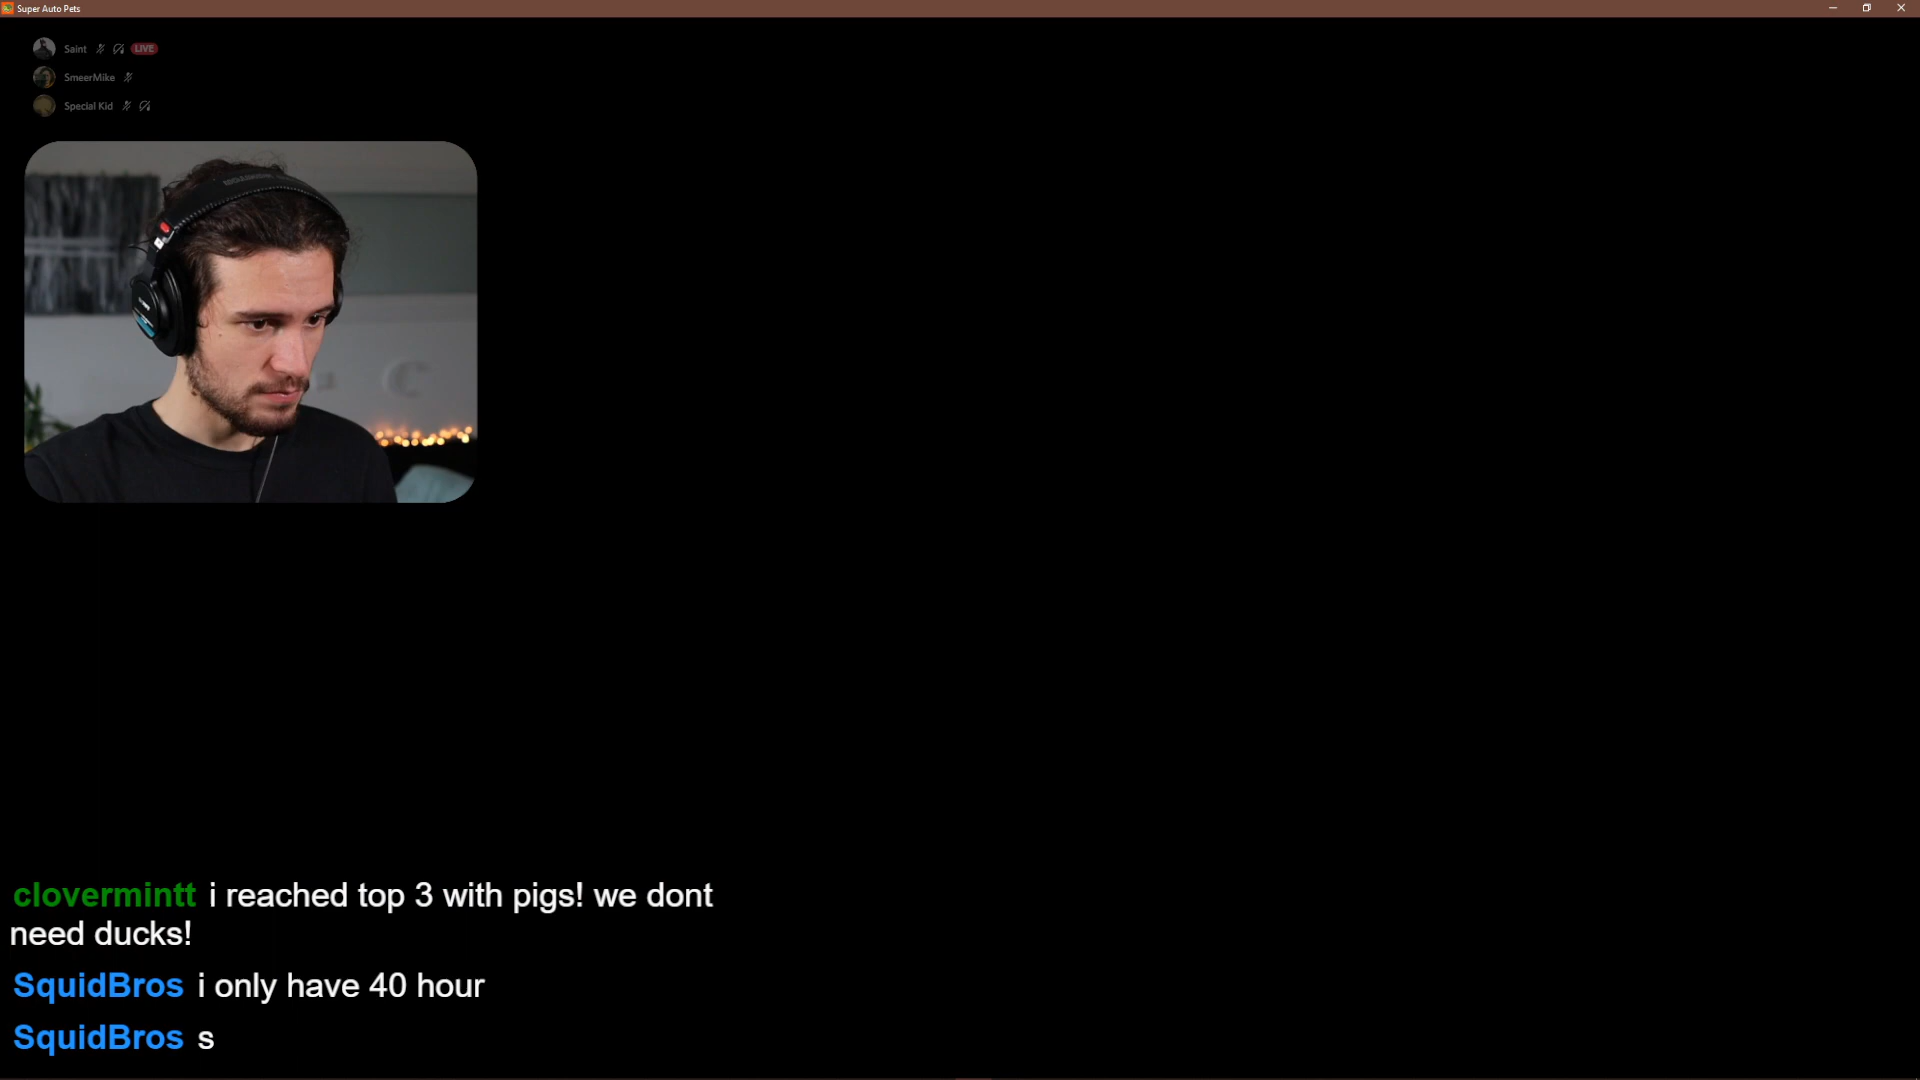 Super Auto Pets
Saint LIVE
SmeerMike
Special Kid
clovermintt i reached top 3 with pigs! we dont
need ducks!
SquidBros i only have 40 hour
SquidBros s